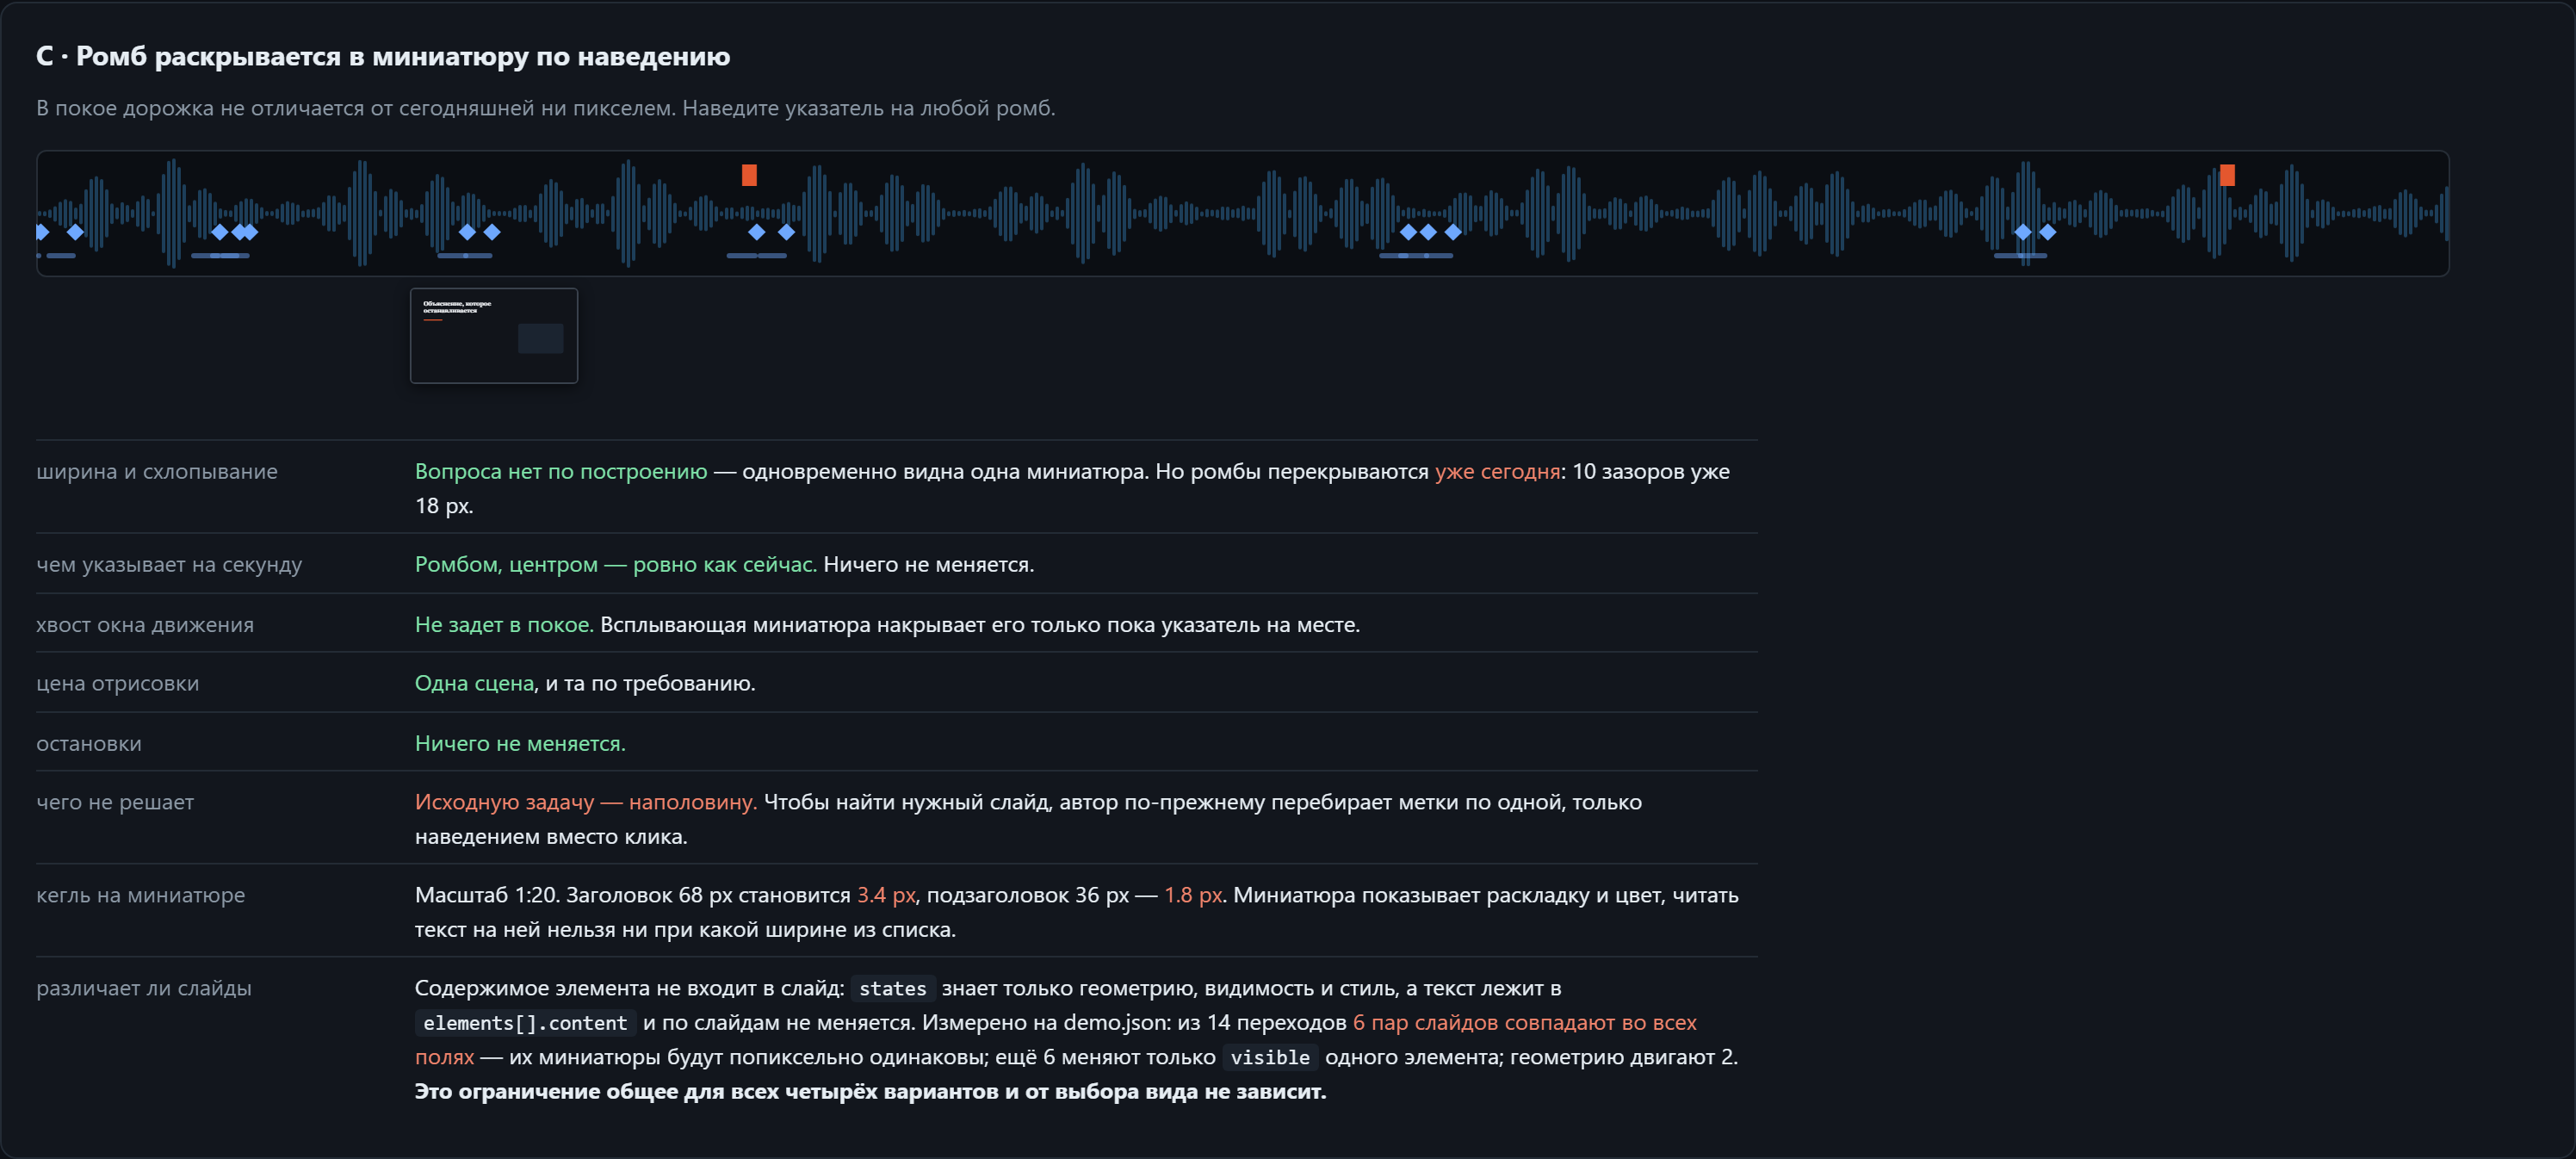 C · Ромб раскрывается в миниатюру по наведению
В покое дорожка не отличается от сегодняшней ни пикселем. Наведите указатель на любой ромб.
Объяснение, которое
останавливается
ширина и схлопывание
Вопроса нет по построению — одновременно видна одна миниатюра. Но ромбы перекрываются уже сегодня: 10 зазоров уже
18 px.
чем указывает на секунду
Ромбом, центром — ровно как сейчас. Ничего не меняется.
хвост окна движения
Не задет в покое. Всплывающая миниатюра накрывает его только пока указатель на месте.
цена отрисовки
Одна сцена, и та по требованию.
остановки
Ничего не меняется.
чего не решает
Исходную задачу — наполовину. Чтобы найти нужный слайд, автор по-прежнему перебирает метки по одной, только
наведением вместо клика.
кегль на миниатюре
Масштаб 1:20. Заголовок 68 px становится 3.4 px, подзаголовок 36 px — 1.8 px. Миниатюра показывает раскладку и цвет, читать
текст на ней нельзя ни при какой ширине из списка.
различает ли слайды
Содержимое элемента не входит в слайд: states знает только геометрию, видимость и стиль, а текст лежит в
elements[].content и по слайдам не меняется. Измерено на demo.json: из 14 переходов 6 пар слайдов совпадают во всех
полях — их миниатюры будут попиксельно одинаковы; ещё 6 меняют только visible одного элемента; геометрию двигают 2.
Это ограничение общее для всех четырёх вариантов и от выбора вида не зависит.